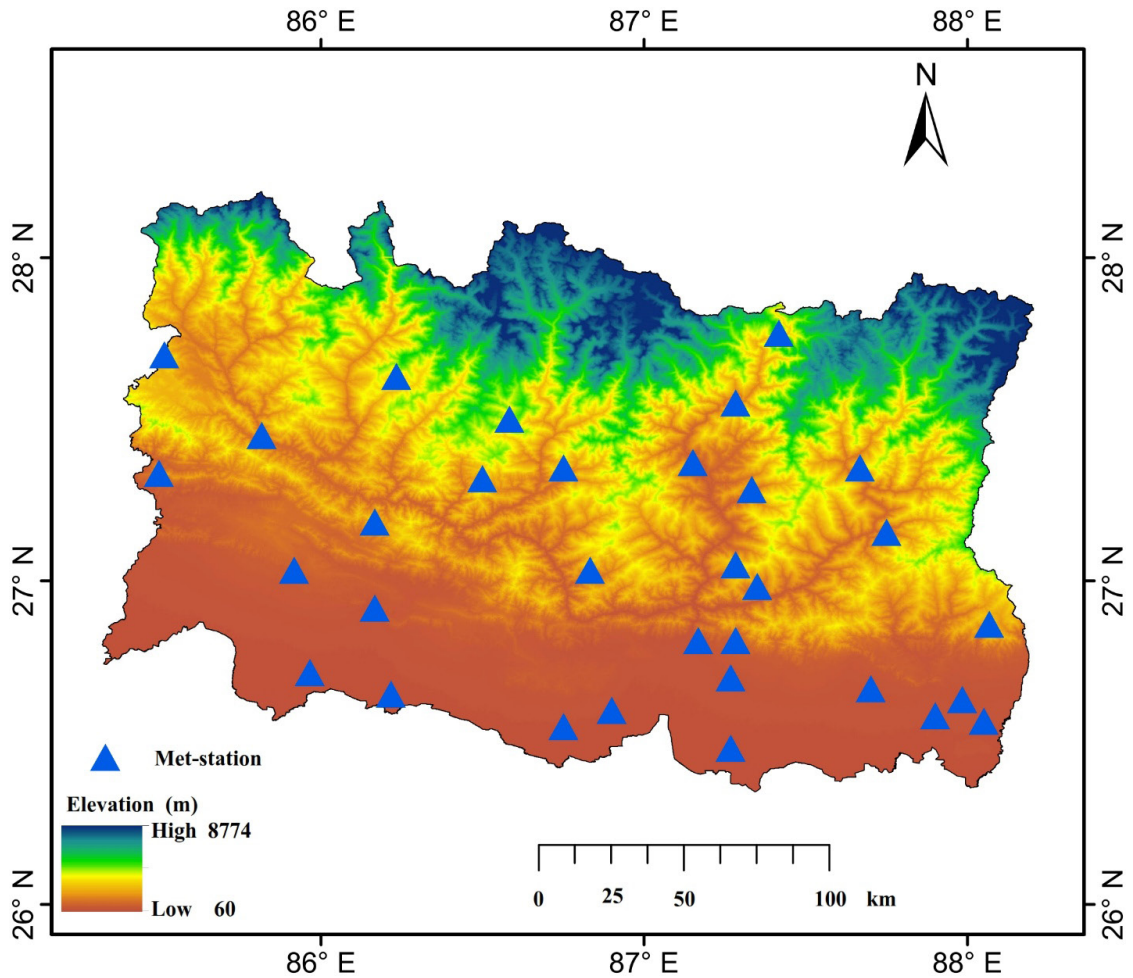 86° E 87° E 88° E
N
28° N 28° N
27° N 27° N
Met-station
Elevation (m)
High 8774
Low 60
0 25 50 100 km
26° N 26° N
86° E 87° E 88° E